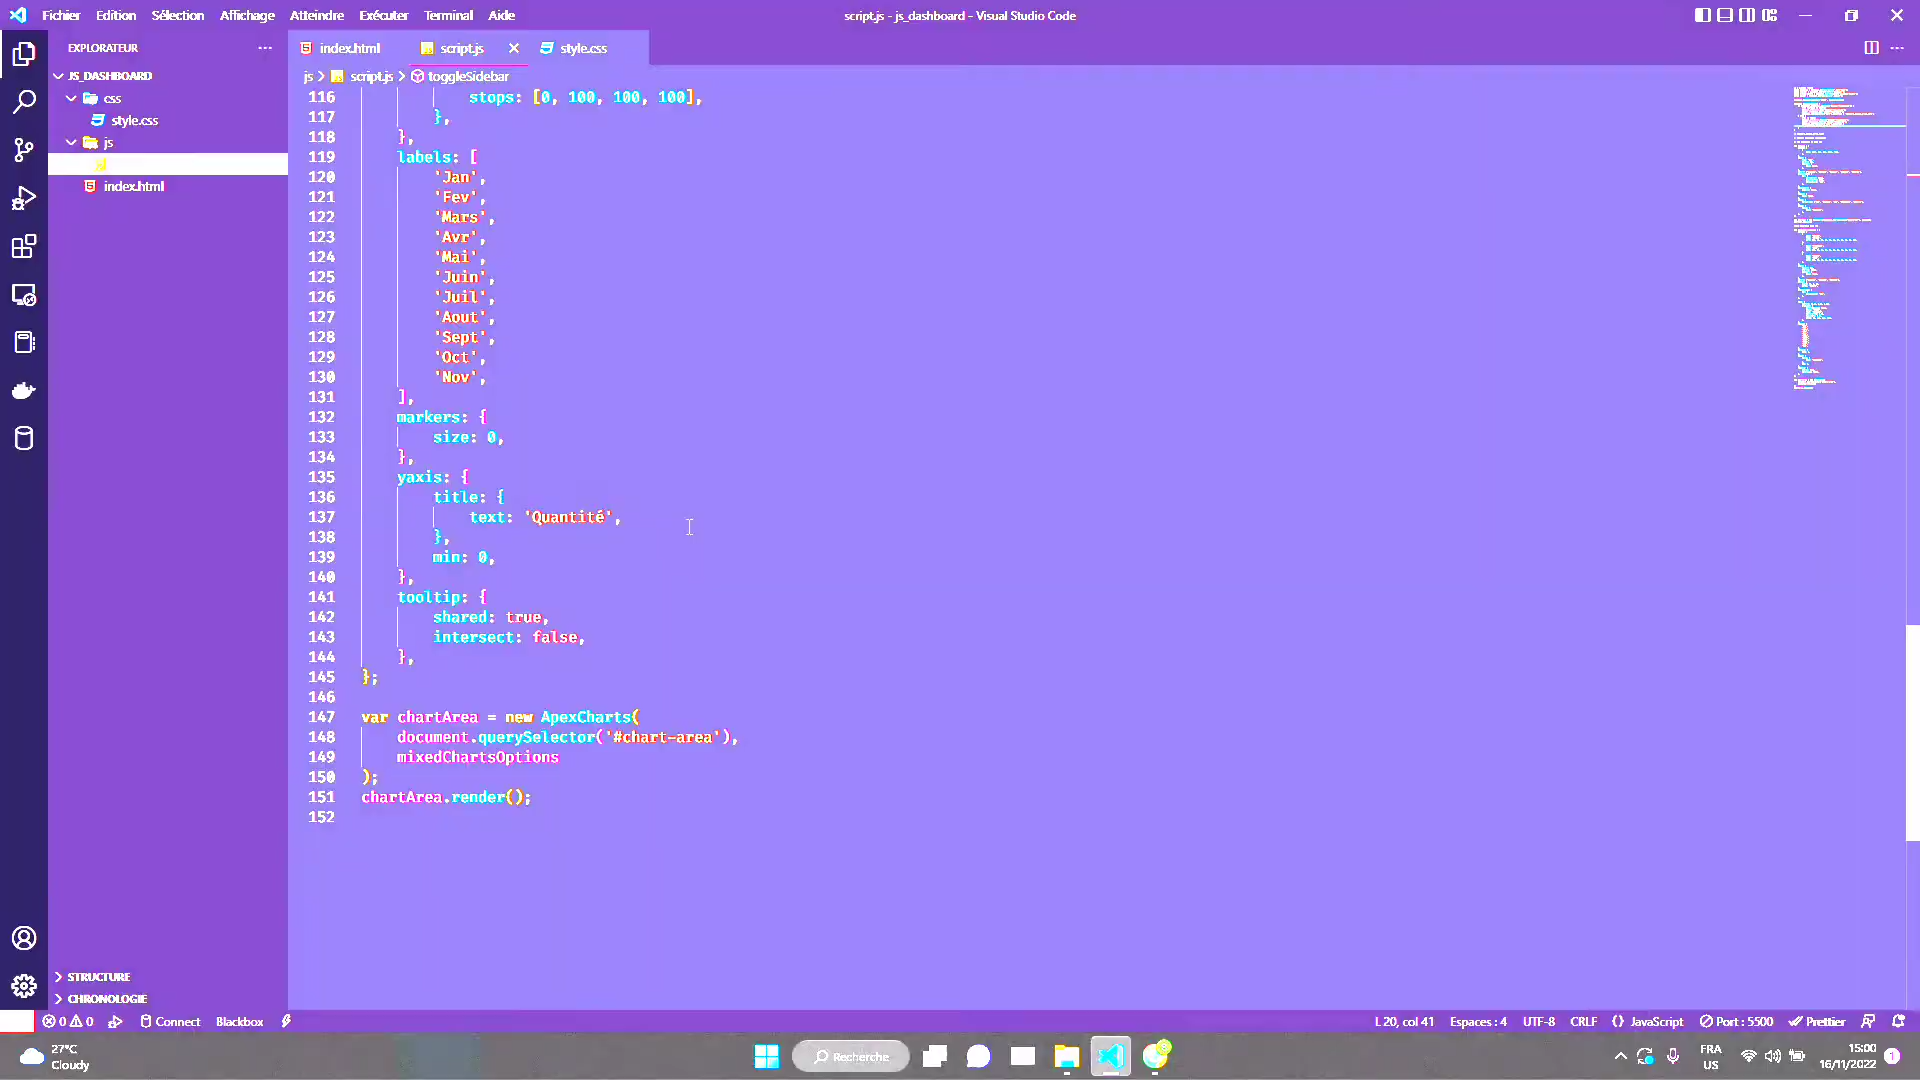 Fichier Edition Sélection Affichage Atteindre Exécuter Terminal Aide
script.js - js_dashboard - Visual Studio Code
EXPLORATEUR
index.html script.js style.css
JS_DASHBOARD
css
style.css
js
index.html
js > script.js > toggleSidebar
116 stops: [0, 100, 100, 100],
117 },
118 },
119 labels: [
120 'Jan',
121 'Fev',
122 'Mars',
123 'Avr',
124 'Mai',
125 'Juin',
126 'Juil',
127 'Aout',
128 'Sept',
129 'Oct',
130 'Nov',
131 ],
132 markers: {
133 size: 0,
134 },
135 yaxis: {
136 title: {
137 text: 'Quantité',
138 },
139 min: 0,
140 },
141 tooltip: {
142 shared: true,
143 intersect: false,
144 },
145 };
146
147 var chartArea = new ApexCharts(
148 document.querySelector('#chart-area'),
149 mixedChartsOptions
150 );
151 chartArea.render();
152
STRUCTURE
CHRONOLOGIE
0 0 Connect Blackbox
L 20, col 41 Espaces : 4 UTF-8 CRLF {} JavaScript Port : 5500 Prettier
27°C
Cloudy
Recherche
FRA
US
15:00
16/11/2022
1